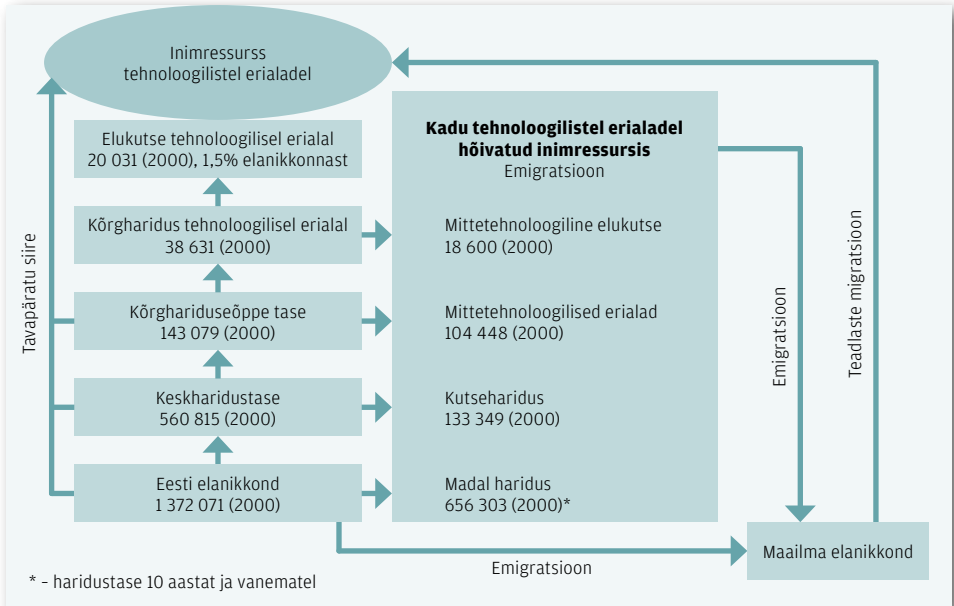 Inimressurss
tehnoloogilistel erialadel
Elukutse tehnoloogilisel erialal
20 031 (2000), 1,5% elanikkonnast
Kõrgharidus tehnoloogilisel erialal
38 631 (2000)
Kõrghariduseõppe tase
143 079 (2000)
Keskharidustase
560 815 (2000)
Eesti elanikkond
1 372 071 (2000)
Tavapäratu siire
Kadu tehnoloogilistel erialadel
hõivatud inimressursis
Emigratsioon
Mittetehnoloogiline elukutse
18 600 (2000)
Mittetehnoloogilised erialad
104 448 (2000)
Kutseharidus
133 349 (2000)
Madal haridus
656 303 (2000)*
Emigratsioon
Teadlaste migratsioon
Maailma elanikkond
Emigratsioon
* – haridustase 10 aastat ja vanematel